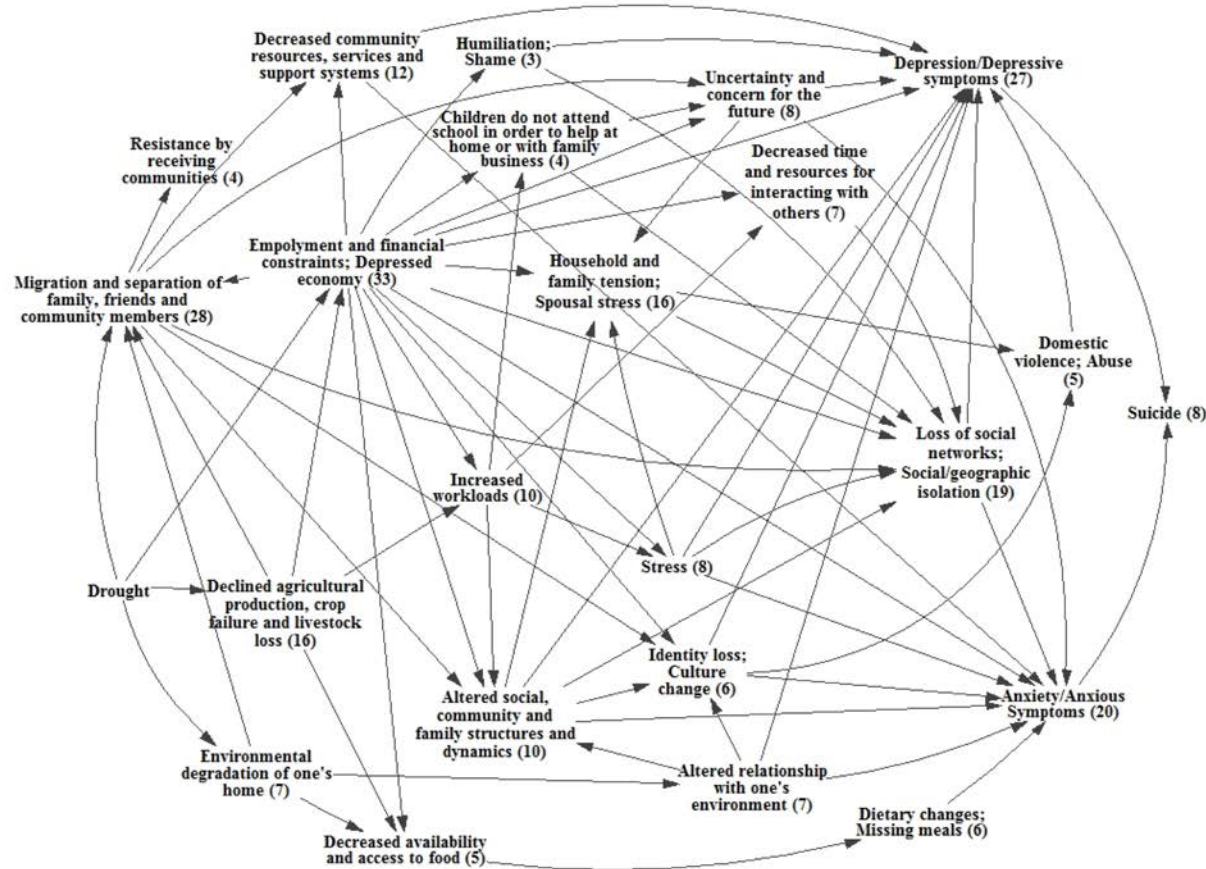 Decreased community
resources, services and
support systems (12)
Humiliation;
Shame (3)
Depression/Depressive
symptoms (27)
Uncertainty and
concern for the
future (8)
Children do not attend
school in order to help at
home or with family
business (4)
Resistance by
receiving
communities (4)
Decreased time
and resources for
interacting with
others (7)
Empolyment and financial
constraints; Depressed
economy (33)
Household and
family tension;
Spousal stress (16)
Migration and separation of
family, friends and
community members (28)
Domestic
violence; Abuse
(5)
Suicide (8)
Loss of social
networks;
Social/geographic
isolation (19)
Increased
workloads (10)
Stress (8)
Drought
Declined agricultural
production, crop
failure and livestock
loss (16)
Identity loss;
Culture
change (6)
Altered social,
community and
family structures and
dynamics (10)
Anxiety/Anxious
Symptoms (20)
Environmental
degradation of one's
home (7)
Altered relationship
with one's
environment (7)
Dietary changes;
Missing meals (6)
Decreased availability
and access to food (5)